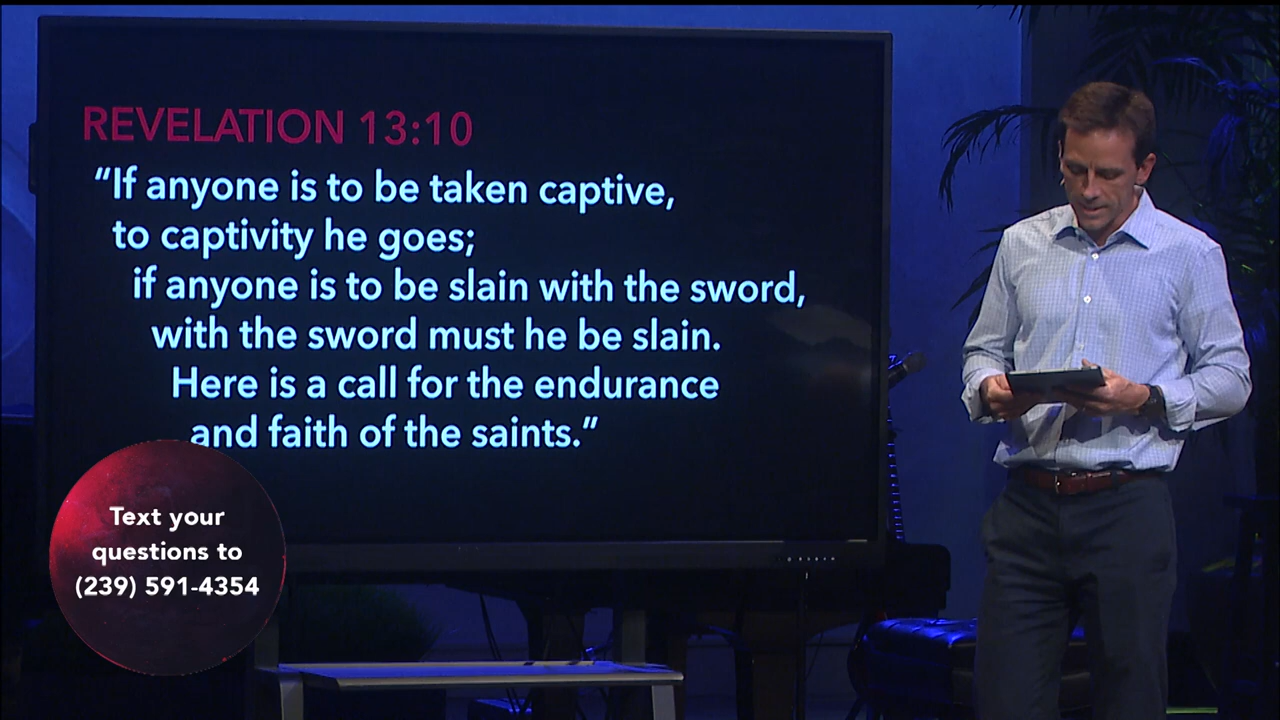 REVELATION 13:10
“If anyone is to be taken captive,
to captivity he goes;
if anyone is to be slain with the sword,
with the sword must he be slain.
Here is a call for the endurance
and faith of the saints.”
Text your
questions to
(239) 591-4354